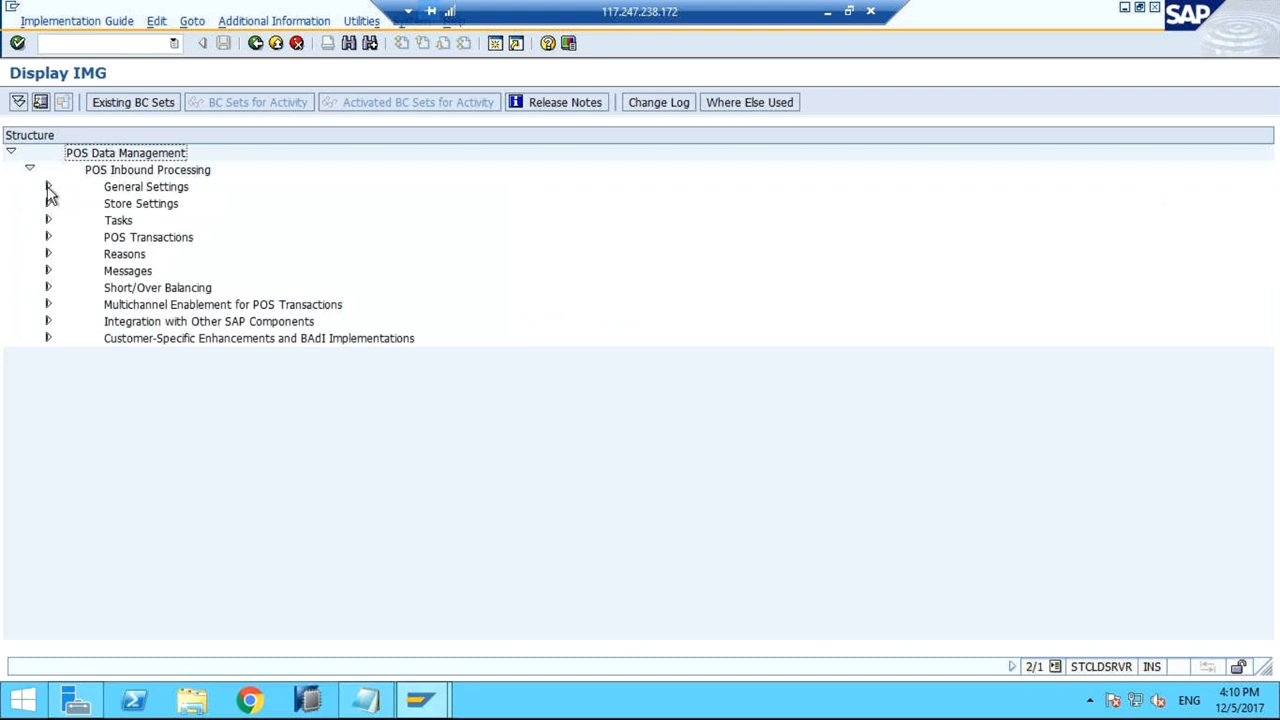 117.247.238.172
Implementation Guide Edit Goto Additional Information Utilities
SAP
Display IMG
Existing BC Sets BC Sets for Activity Activated BC Sets for Activity Release Notes Change Log Where Else Used
Structure
POS Data Management
POS Inbound Processing
General Settings
Store Settings
Tasks
POS Transactions
Reasons
Messages
Short/Over Balancing
Multichannel Enablement for POS Transactions
Integration with Other SAP Components
Customer-Specific Enhancements and BAdI Implementations
2/1 STCLDSRVR INS
ENG
4:10 PM
12/5/2017